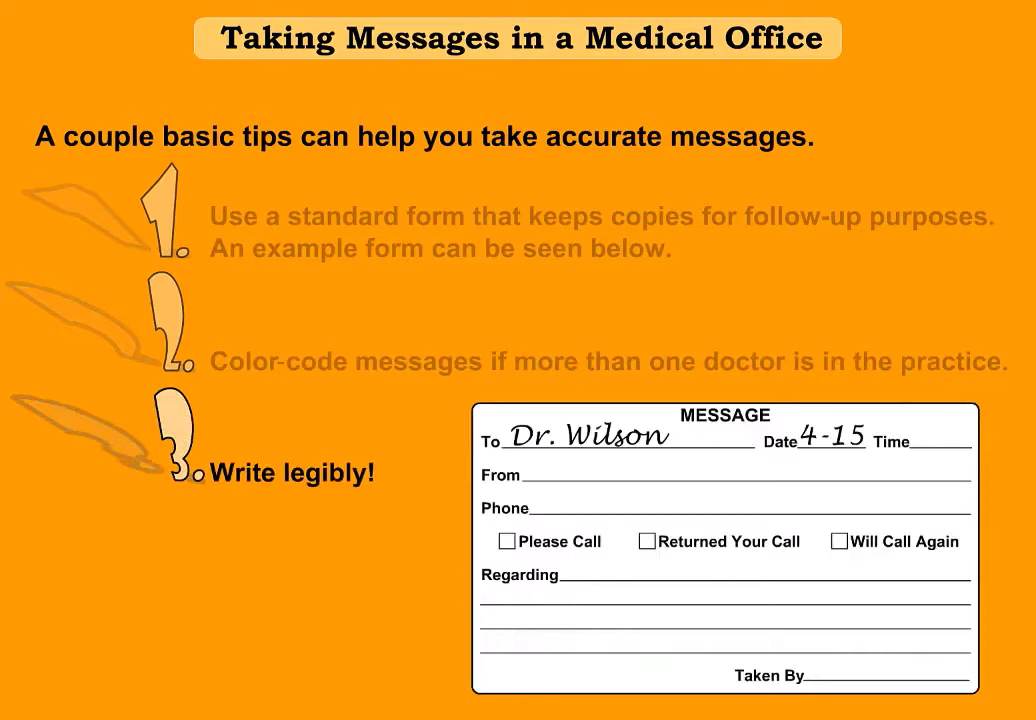 Taking Messages in a Medical Office
A couple basic tips can help you take accurate messages.
1. Use a standard form that keeps copies for follow-up purposes.
An example form can be seen below.
2. Color-code messages if more than one doctor is in the practice.
3. Write legibly!
MESSAGE
To Dr. Wilson Date 4-15 Time
From
Phone
Please Call Returned Your Call Will Call Again
Regarding
Taken By